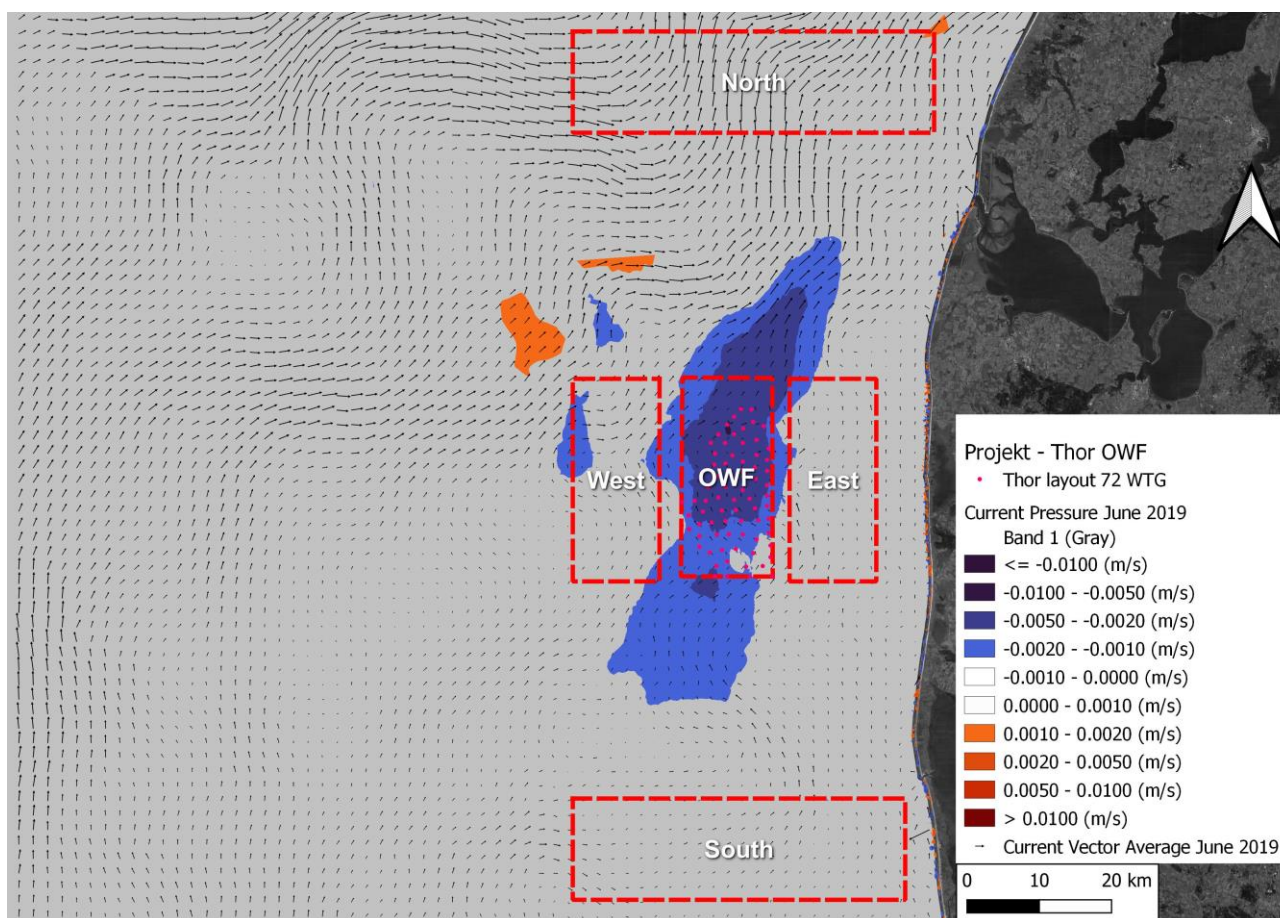 North
West
OWF
East
South
Projekt - Thor OWF
Thor layout 72 WTG
Current Pressure June 2019
Band 1 (Gray)
<= -0.0100 (m/s)
-0.0100 - -0.0050 (m/s)
-0.0050 - -0.0020 (m/s)
-0.0020 - -0.0010 (m/s)
-0.0010 - 0.0000 (m/s)
0.0000 - 0.0010 (m/s)
0.0010 - 0.0020 (m/s)
0.0020 - 0.0050 (m/s)
0.0050 - 0.0100 (m/s)
> 0.0100 (m/s)
Current Vector Average June 2019
0 10 20 km